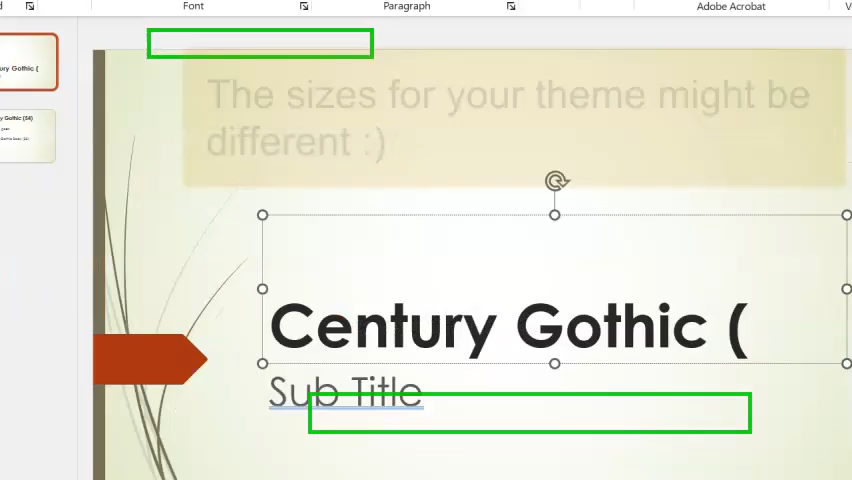 Font Paragraph Adobe Acrobat
The sizes for your theme might be
different :)
Century Gothic (
Sub Title